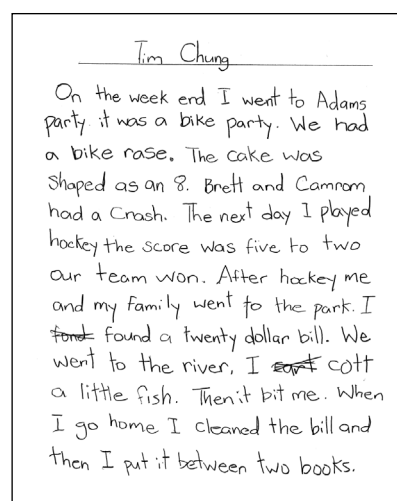 Tim Chung
On the week end I went to Adams
party it was a bike party. We had
a bike rase. The cake was
Shaped as an 8. Brett and Camrom
had a Crash. The next day I played
hockey the score was five to two
our team won. After hockey me
and my family went to the park. I
fond found a twenty dollar bill. We
went to the river, I cott
a little fish. Then it bit me. When
I go home I cleaned the bill and
then I put it between two books.